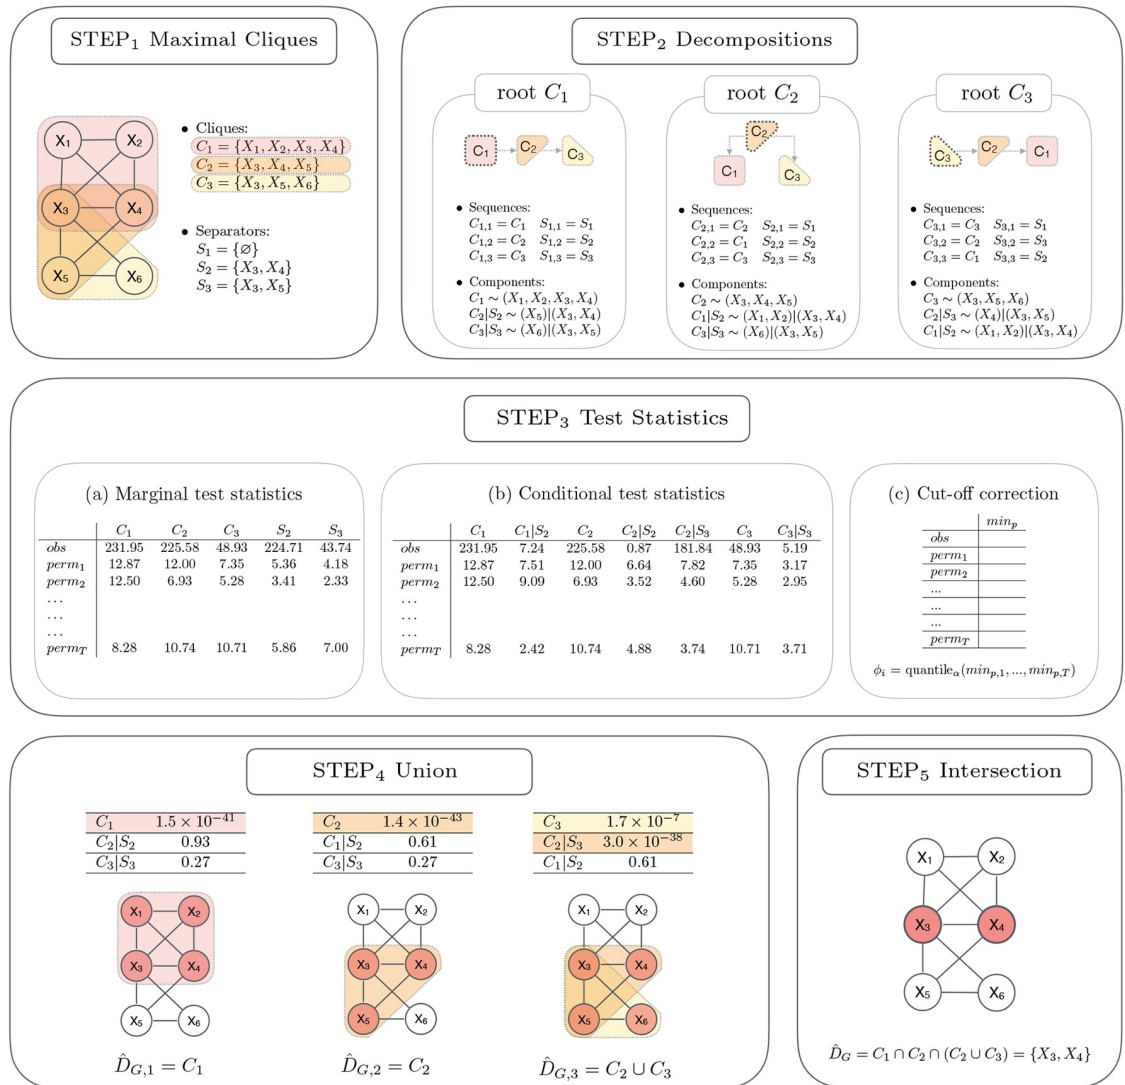 STEP₁ Maximal Cliques
X₁ X₂
X₃ X₄
X₅ X₆
• Cliques:
C₁ = {X₁, X₂, X₃, X₄}
C₂ = {X₃, X₄, X₅}
C₃ = {X₃, X₅, X₆}
• Separators:
S₁ = {∅}
S₂ = {X₃, X₄}
S₃ = {X₃, X₅}
STEP₂ Decompositions
root C₁
C₁ C₂ C₃
• Sequences:
C₁,₁ = C₁ S₁,₁ = S₁
C₁,₂ = C₂ S₁,₂ = S₂
C₁,₃ = C₃ S₁,₃ = S₃
• Components:
C₁ ∼ (X₁, X₂, X₃, X₄)
C₂|S₂ ∼ (X₅)|(X₃, X₄)
C₃|S₃ ∼ (X₆)|(X₃, X₅)
root C₂
C₂
C₁ C₃
• Sequences:
C₂,₁ = C₂ S₂,₁ = S₁
C₂,₂ = C₁ S₂,₂ = S₂
C₂,₃ = C₃ S₂,₃ = S₃
• Components:
C₂ ∼ (X₃, X₄, X₅)
C₁|S₂ ∼ (X₁, X₂)|(X₃, X₄)
C₃|S₃ ∼ (X₆)|(X₃, X₅)
root C₃
C₃ C₂ C₁
• Sequences:
C₃,₁ = C₃ S₃,₁ = S₁
C₃,₂ = C₂ S₃,₂ = S₃
C₃,₃ = C₁ S₃,₃ = S₂
• Components:
C₃ ∼ (X₃, X₅, X₆)
C₂|S₃ ∼ (X₄)|(X₃, X₅)
C₁|S₂ ∼ (X₁, X₂)|(X₃, X₄)
STEP₃ Test Statistics
(a) Marginal test statistics
C₁ C₂ C₃ S₂ S₃
obs 231.95 225.58 48.93 224.71 43.74
perm₁ 12.87 12.00 7.35 5.36 4.18
perm₂ 12.50 6.93 5.28 3.41 2.33
...
...
...
perm_T 8.28 10.74 10.71 5.86 7.00
(b) Conditional test statistics
C₁ C₁|S₂ C₂ C₂|S₂ C₂|S₃ C₃ C₃|S₃
obs 231.95 7.24 225.58 0.87 181.84 48.93 5.19
perm₁ 12.87 7.51 12.00 6.64 7.82 7.35 3.17
perm₂ 12.50 9.09 6.93 3.52 4.60 5.28 2.95
...
...
...
perm_T 8.28 2.42 10.74 4.88 3.74 10.71 3.71
(c) Cut-off correction
min_p
obs
perm₁
perm₂
...
...
...
perm_T
ϕᵢ = quantile_α(min_p,1, ..., min_p,T)
STEP₄ Union
C₁ 1.5 × 10⁻⁴¹
C₂|S₂ 0.93
C₃|S₃ 0.27
X₁ X₂
X₃ X₄
X₅ X₆
D̂_G,1 = C₁
C₂ 1.4 × 10⁻⁴³
C₁|S₂ 0.61
C₃|S₃ 0.27
X₁ X₂
X₃ X₄
X₅ X₆
D̂_G,2 = C₂
C₃ 1.7 × 10⁻⁷
C₂|S₃ 3.0 × 10⁻³⁸
C₁|S₂ 0.61
X₁ X₂
X₃ X₄
X₅ X₆
D̂_G,3 = C₂ ∪ C₃
STEP₅ Intersection
X₁ X₂
X₃ X₄
X₅ X₆
D̂_G = C₁ ∩ C₂ ∩ (C₂ ∪ C₃) = {X₃, X₄}